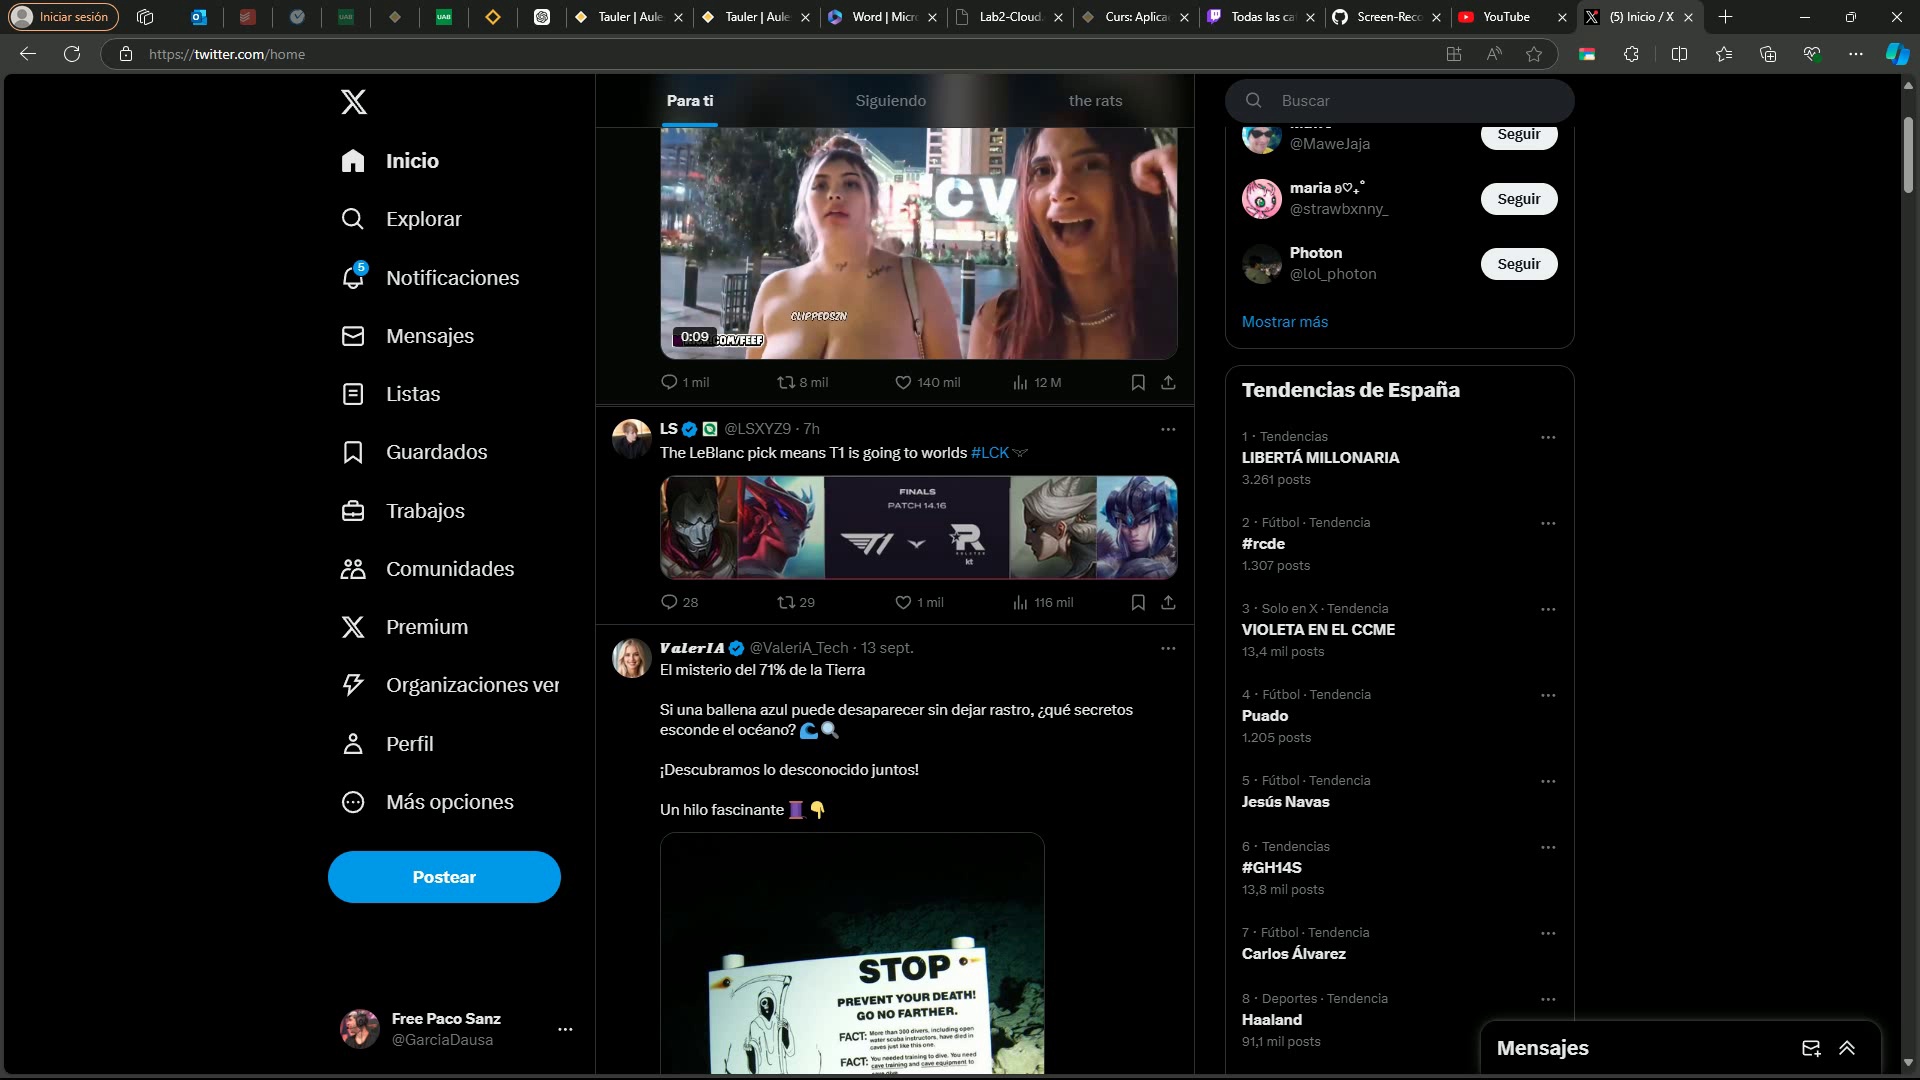 Iniciar sesión
Tauler | Aule
Tauler | Aule
Word | Micr
Lab2-Cloud.
Curs: Aplica
Todas las ca
Screen-Reco
YouTube
(5) Inicio / X
https://twitter.com/home
Inicio
Explorar
5
Notificaciones
Mensajes
Listas
Guardados
Trabajos
Comunidades
Premium
Organizaciones ver
Perfil
Más opciones
Postear
Free Paco Sanz
@GarciaDausa
Para ti
Siguiendo
the rats
CV
CLIPPEDSZN
0:09
.COM/FEEF
1 mil
8 mil
140 mil
12 M
LS @LSXYZ9 · 7h
The LeBlanc pick means T1 is going to worlds #LCK
FINALS
PATCH 14.16
T1
kt
28
29
1 mil
116 mil
ValerIA @ValeriA_Tech · 13 sept.
El misterio del 71% de la Tierra
Si una ballena azul puede desaparecer sin dejar rastro, ¿qué secretos
esconde el océano? 🌊🔍
¡Descubramos lo desconocido juntos!
Un hilo fascinante 🧵👇
STOP
PREVENT YOUR DEATH!
GO NO FARTHER.
FACT: More than 300 divers, including open
water scuba instructors, have died in
caves just like this one.
FACT: You needed training to dive. You need
cave training and cave equipment to
Buscar
@MaweJaja
Seguir
maria ʚ♡₊˚
@strawbxnny_
Seguir
Photon
@lol_photon
Seguir
Mostrar más
Tendencias de España
1 · Tendencias
LIBERTÁ MILLONARIA
3.261 posts
2 · Fútbol · Tendencia
#rcde
1.307 posts
3 · Solo en X · Tendencia
VIOLETA EN EL CCME
13,4 mil posts
4 · Fútbol · Tendencia
Puado
1.205 posts
5 · Fútbol · Tendencia
Jesús Navas
6 · Tendencias
#GH14S
13,8 mil posts
7 · Fútbol · Tendencia
Carlos Álvarez
8 · Deportes · Tendencia
Haaland
91,1 mil posts
Mensajes